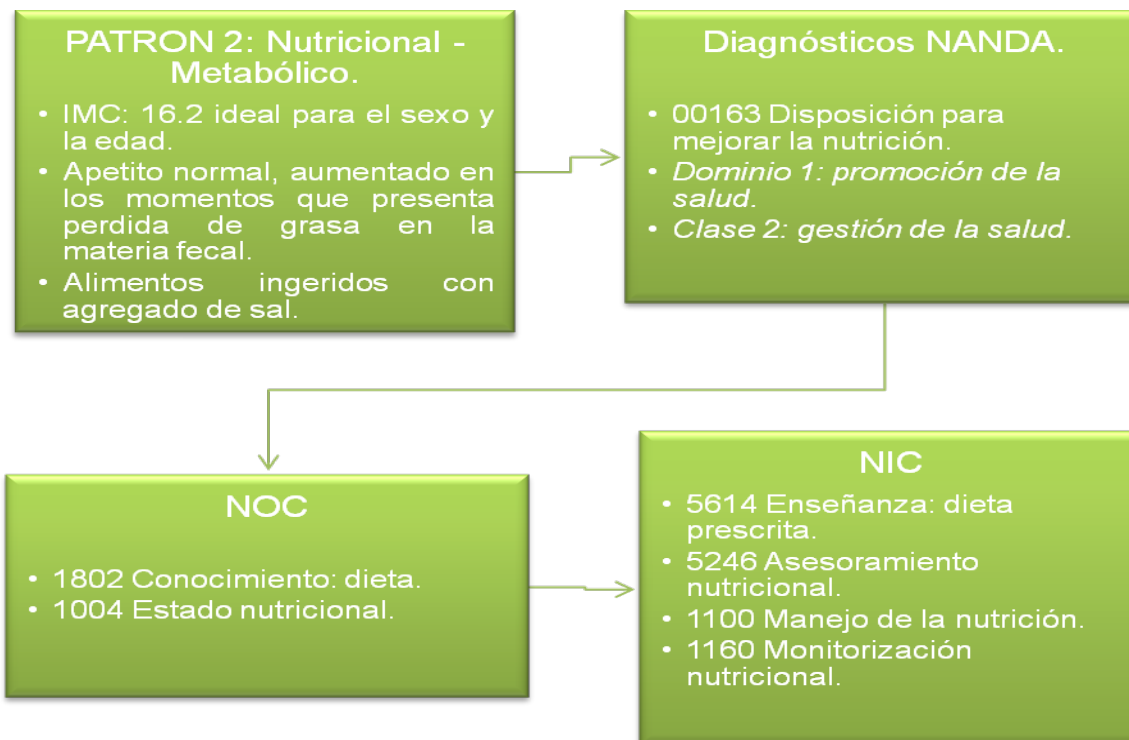 PATRON 2: Nutricional -
Metabólico.
• IMC: 16.2 ideal para el sexo y
la edad.
• Apetito normal, aumentado en
los momentos que presenta
perdida de grasa en la
materia fecal.
• Alimentos ingeridos con
agregado de sal.
Diagnósticos NANDA.
• 00163 Disposición para
mejorar la nutrición.
• Dominio 1: promoción de la
salud.
• Clase 2: gestión de la salud.
NOC
• 1802 Conocimiento: dieta.
• 1004 Estado nutricional.
NIC
• 5614 Enseñanza: dieta
prescrita.
• 5246 Asesoramiento
nutricional.
• 1100 Manejo de la nutrición.
• 1160 Monitorización
nutricional.